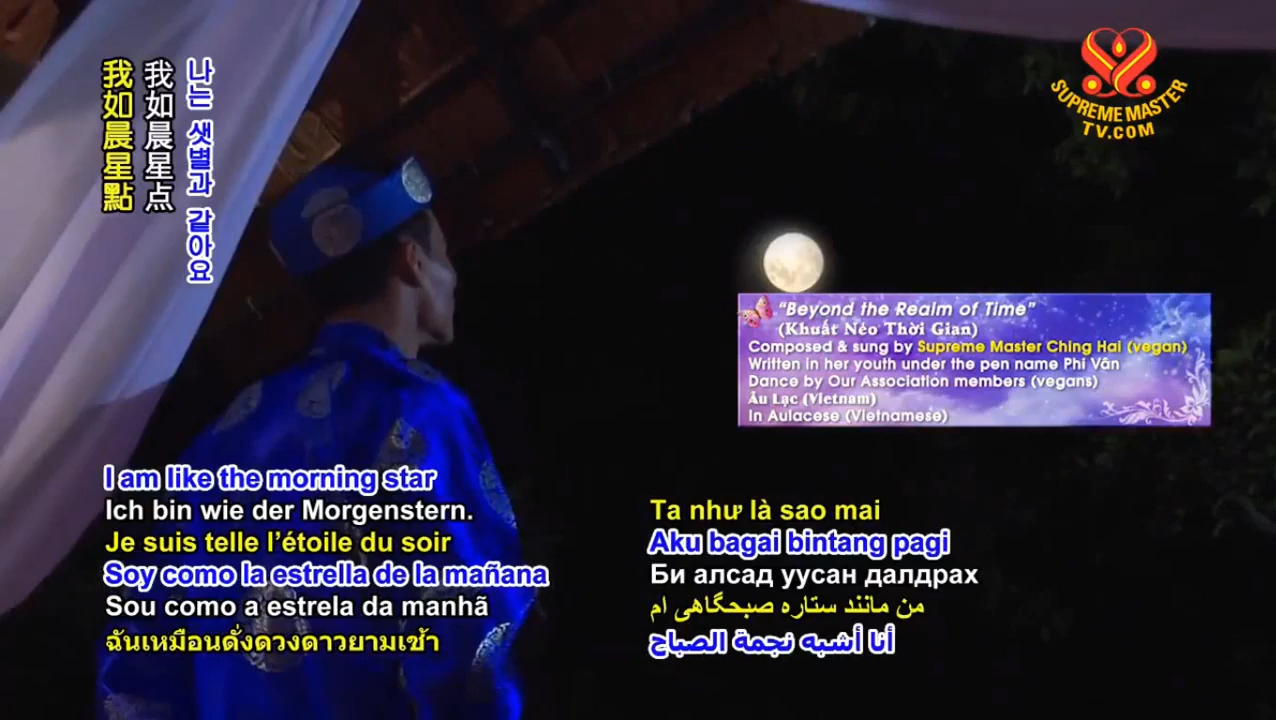 나는 샛별과 같아요
我如晨星点
我如晨星點
SUPREME MASTER
TV.COM
"Beyond the Realm of Time"
(Khuất Nẻo Thời Gian)
Composed & sung by Supreme Master Ching Hai (vegan)
Written in her youth under the pen name Phi Vân
Dance by Our Association members (vegans)
Âu Lạc (Vietnam)
In Aulacese (Vietnamese)
I am like the morning star
Ich bin wie der Morgenstern.
Je suis telle l’étoile du soir
Soy como la estrella de la mañana
Sou como a estrela da manhã
ฉันเหมือนดั่งดวงดาวยามเช้า
Ta như là sao mai
Aku bagai bintang pagi
Би алсад уусан далдрах
من مانند ستاره صبحگاهی ام
أنا أشبه نجمة الصباح